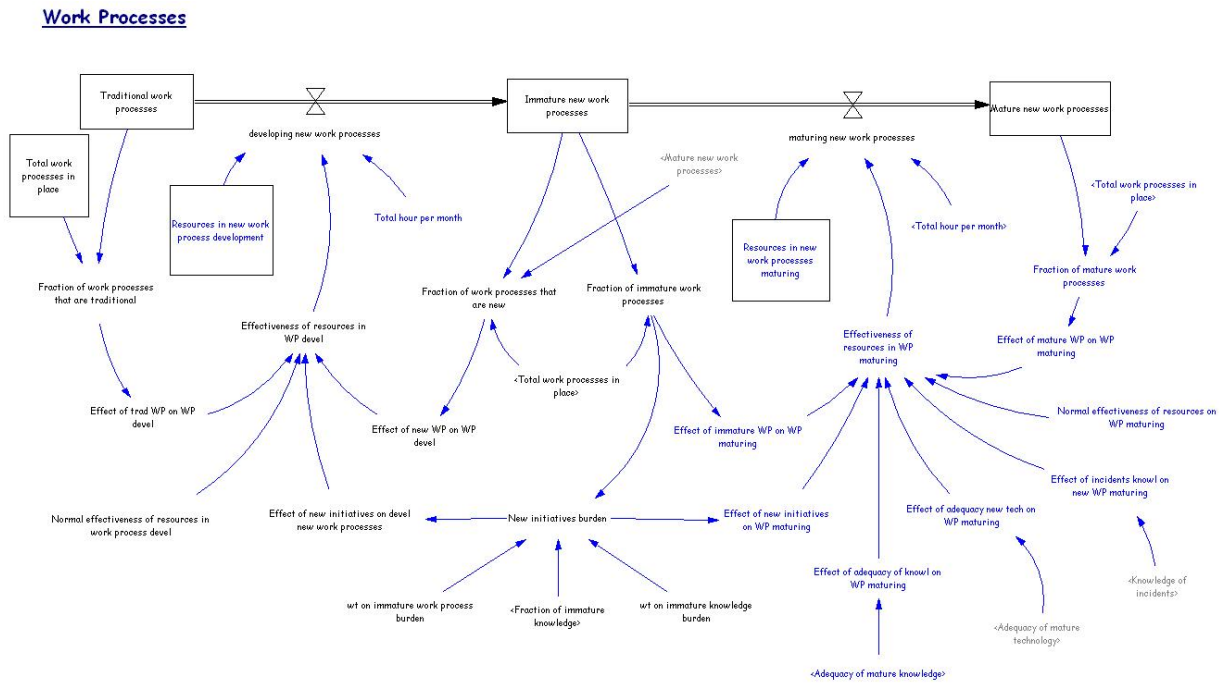 Work Processes
Traditional work
processes
Immature new work
processes
Mature new work processes
developing new work processes
maturing new work processes
Total work
processes in
place
<Mature new work
processes>
<Total work processes in
place>
Resources in new work
process development
Total hour per month
<Total hour per month>
Resources in new
work processes
maturing
Fraction of mature work
processes
Fraction of work processes
that are traditional
Fraction of work processes that
are new
Fraction of immature work
processes
Effectiveness of resources in
WP devel
Effectiveness of
resources in WP
maturing
Effect of mature WP on WP
maturing
<Total work processes in
place>
Effect of trad WP on WP
devel
Effect of new WP on WP
devel
Effect of immature WP on WP
maturing
Normal effectiveness of resources on
WP maturing
Effect of incidents knowl on
new WP maturing
Normal effectiveness of resources in
work process devel
Effect of new initiatives on devel
new work processes
New initiatives burden
Effect of new initiatives
on WP maturing
Effect of adequacy new tech on
WP maturing
Effect of adequacy of knowl on
WP maturing
<Knowledge of
incidents>
wt on immature work process
burden
<Fraction of immature
knowledge>
wt on immature knowledge
burden
<Adequacy of mature
technology>
<Adequacy of mature knowledge>